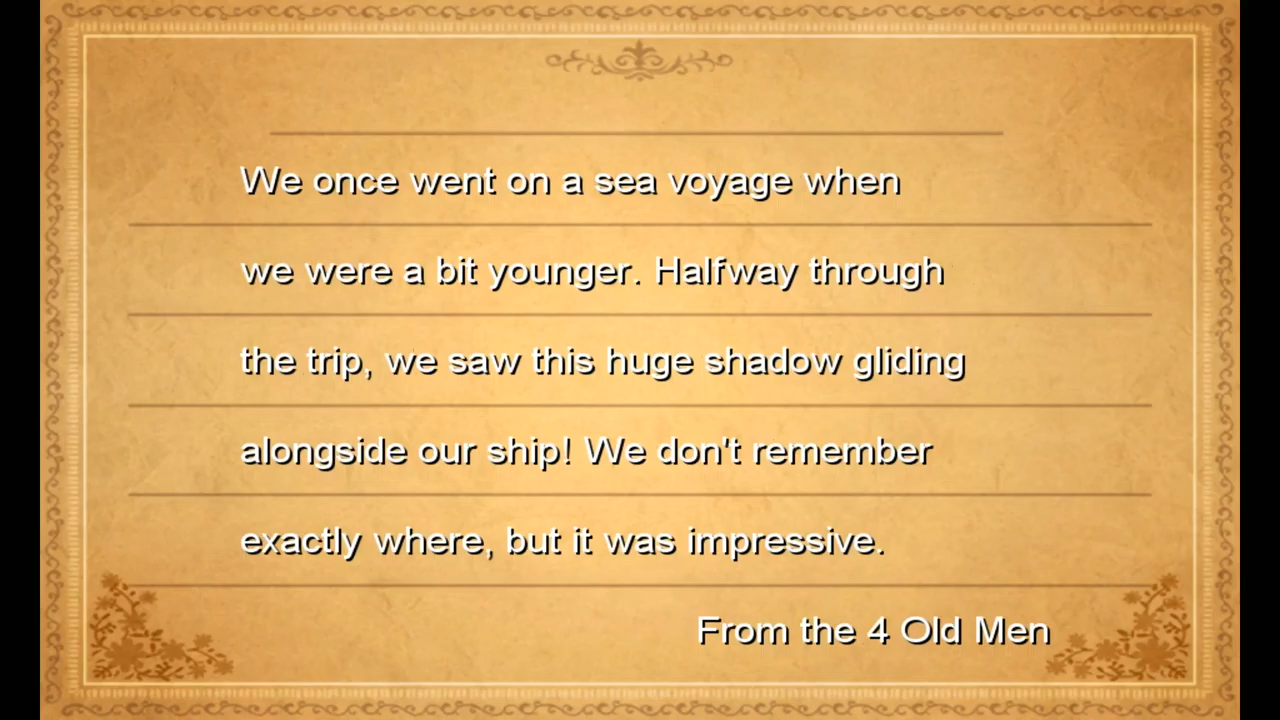 We once went on a sea voyage when
we were a bit younger. Halfway through
the trip, we saw this huge shadow gliding
alongside our ship! We don't remember
exactly where, but it was impressive.
From the 4 Old Men